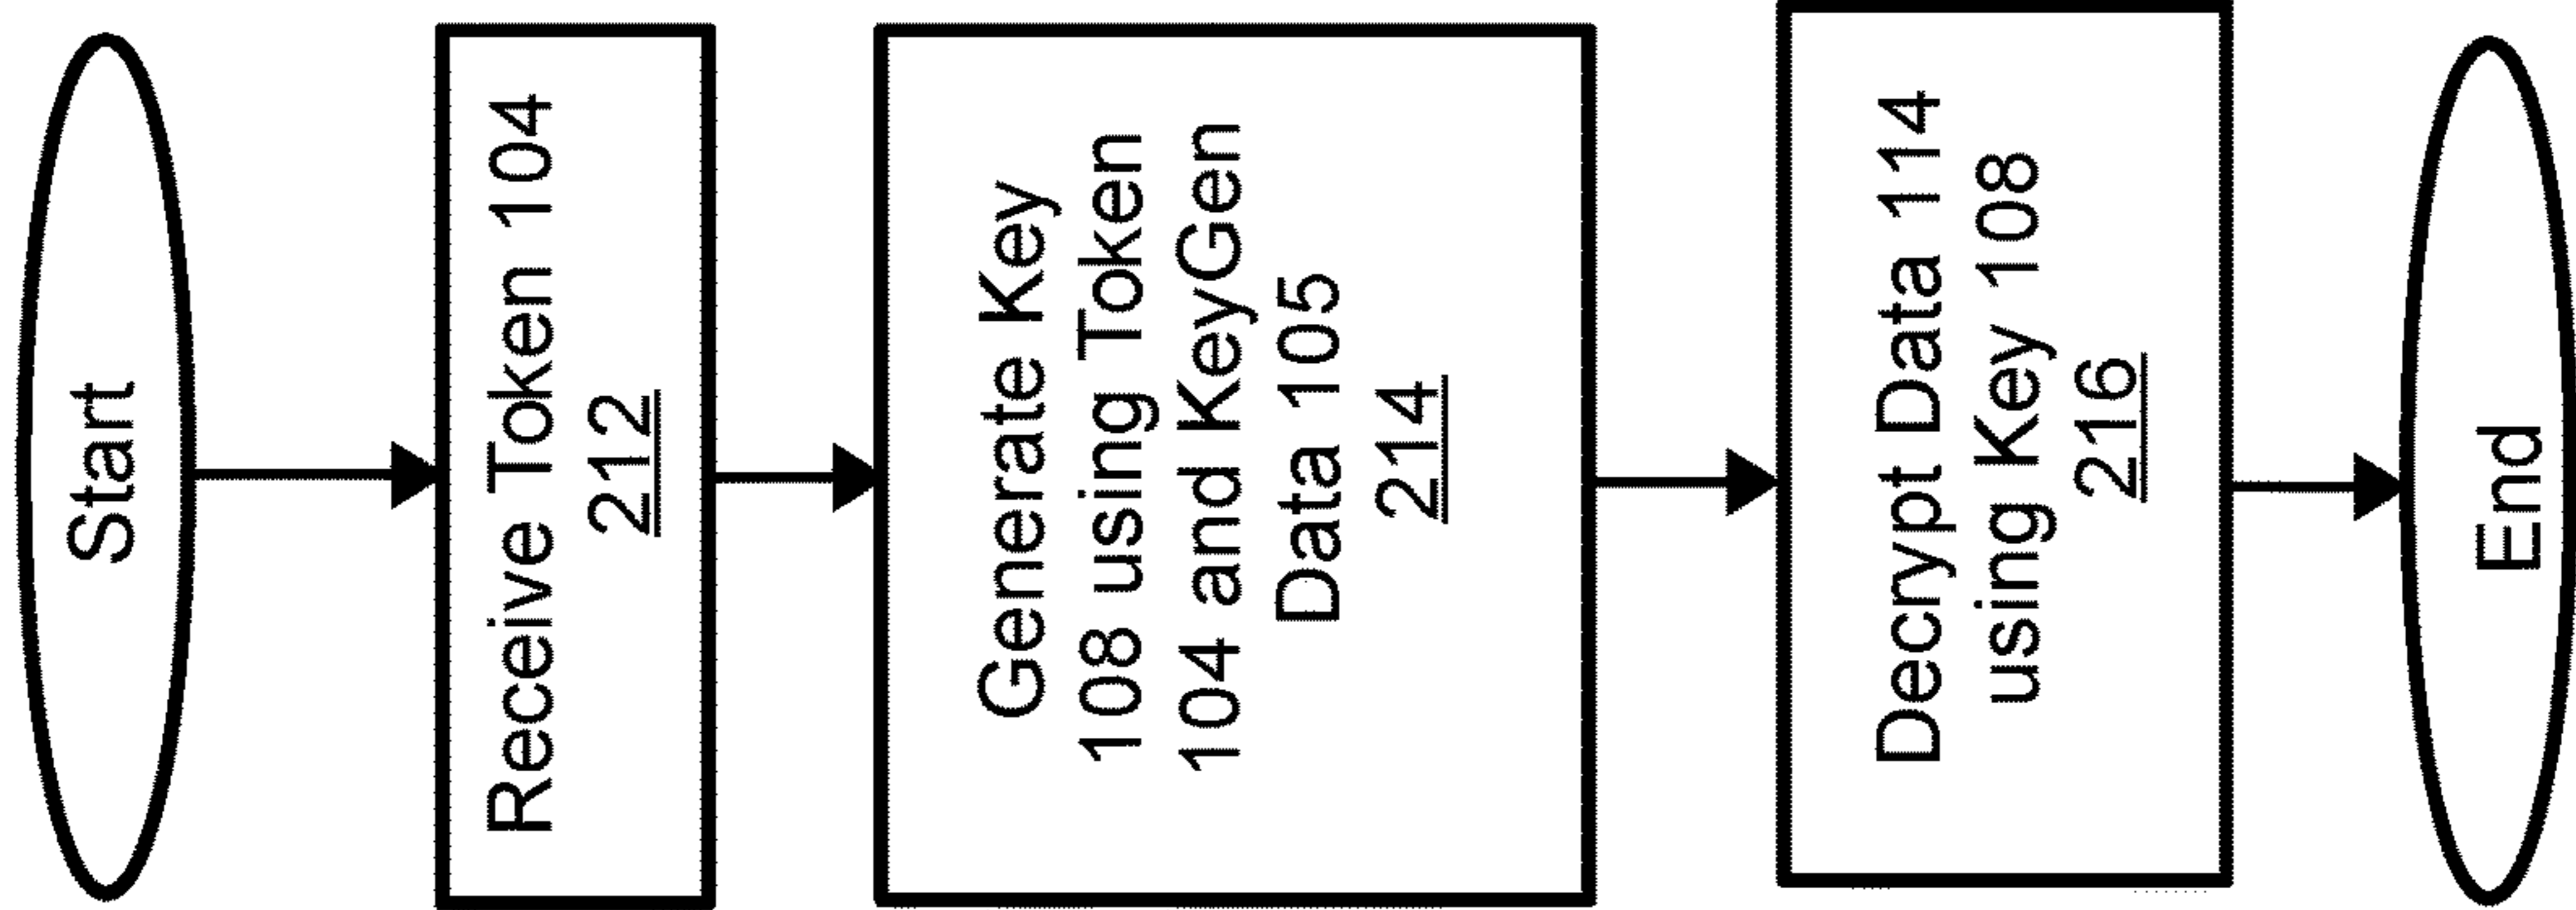 Start
Receive Token 104
212
Generate Key
108 using Token
104 and KeyGen
Data 105
214
Decrypt Data 114
using Key 108
216
End